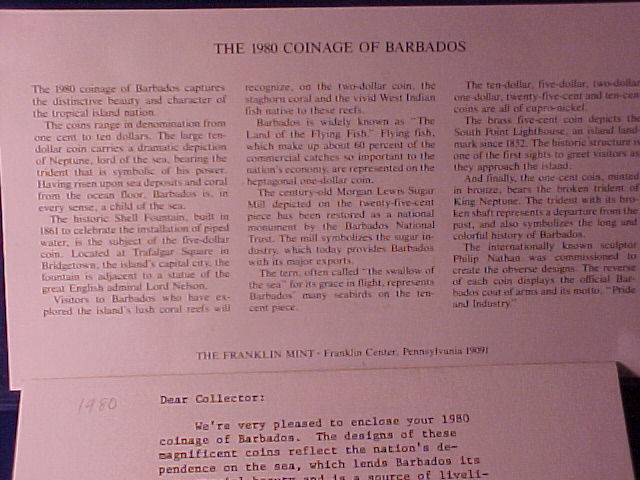 THE 1980 COINAGE OF BARBADOS
The 1980 coinage of Barbados captures
the distinctive beauty and character of
the tropical island nation.
The coins range in denomination from
one cent to ten dollars. The large ten-
dollar coin carries a dramatic depiction
of Neptune, lord of the sea, bearing the
trident that is symbolic of his power.
Having risen upon sea deposits and coral
from the ocean floor, Barbados is, in
every sense, a child of the sea.
The historic Shell Fountain, built in
1861 to celebrate the installation of piped
water, is the subject of the five-dollar
coin. Located at Trafalgar Square in
Bridgetown, the island's capital city, the
fountain is adjacent to a statue of the
great English admiral Lord Nelson.
Visitors to Barbados who have ex-
plored the island's lush coral reefs will
recognize, on the two-dollar coin, the
staghorn coral and the vivid West Indian
fish native to these reefs.
Barbados is widely known as "The
Land of the Flying Fish." Flying fish,
which make up about 60 percent of the
commercial catches so important to the
nation's economy, are represented on the
heptagonal one-dollar coin.
The century-old Morgan Lewis Sugar
Mill depicted on the twenty-five-cent
piece has been restored as a national
monument by the Barbados National
Trust. The mill symbolizes the sugar in-
dustry, which today provides Barbados
with its major exports.
The tern, often called "the swallow of
the sea" for its grace in flight, represents
Barbados' many seabirds on the ten-
cent piece.
The ten-dollar, five-dollar, two-dollar
one-dollar, twenty-five-cent and ten-cent
coins are all of cupro-nickel.
The brass five-cent coin depicts the
South Point Lighthouse, an island land-
mark since 1852. The historic structure is
one of the first sights to greet visitors as
they approach the island.
And finally, the one-cent coin, minted
in bronze, bears the broken trident of
King Neptune. The trident with its bro-
ken shaft represents a departure from the
past, and also symbolizes the long and
colorful history of Barbados.
The internationally known sculptor
Philip Nathan was commissioned to
create the obverse designs. The reverse
of each coin displays the official Bar-
bados coat of arms and its motto, "Pride
and Industry."
THE FRANKLIN MINT · Franklin Center, Pennsylvania 19091
1980
Dear Collector:
We're very pleased to enclose your 1980
coinage of Barbados. The designs of these
magnificent coins reflect the nation's de-
pendence on the sea, which lends Barbados its
beauty and is a source of liveli-